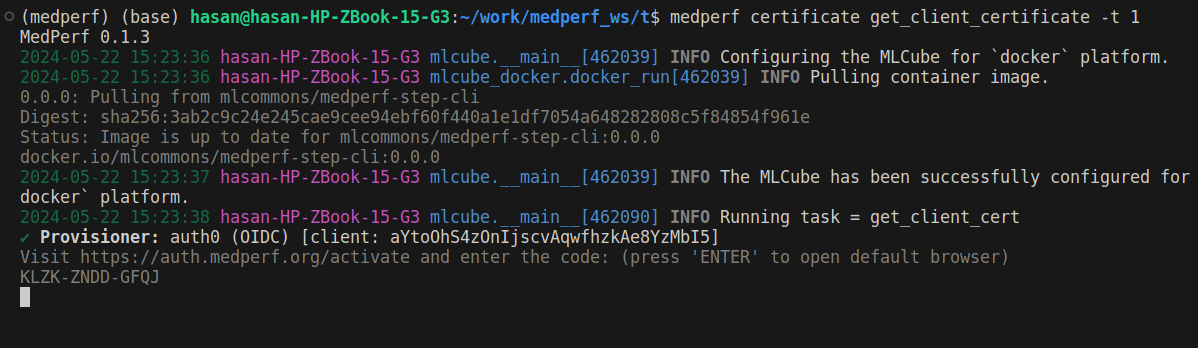 (medperf) (base) hasan@hasan-HP-ZBook-15-G3:~/work/medperf_ws/t$ medperf certificate get_client_certificate -t 1
MedPerf 0.1.3
2024-05-22 15:23:36 hasan-HP-ZBook-15-G3 mlcube.__main__[462039] INFO Configuring the MLCube for `docker` platform.
2024-05-22 15:23:36 hasan-HP-ZBook-15-G3 mlcube_docker.docker_run[462039] INFO Pulling container image.
0.0.0: Pulling from mlcommons/medperf-step-cli
Digest: sha256:3ab2c9c24e245cae9cee94ebf60f440a1e1df7054a648282808c5f84854f961e
Status: Image is up to date for mlcommons/medperf-step-cli:0.0.0
docker.io/mlcommons/medperf-step-cli:0.0.0
2024-05-22 15:23:37 hasan-HP-ZBook-15-G3 mlcube.__main__[462039] INFO The MLCube has been successfully configured for
docker` platform.
2024-05-22 15:23:38 hasan-HP-ZBook-15-G3 mlcube.__main__[462090] INFO Running task = get_client_cert
✔ Provisioner: auth0 (OIDC) [client: aYtoOhS4zOnIjscvAqwfhzkAe8YzMbI5]
Visit https://auth.medperf.org/activate and enter the code: (press 'ENTER' to open default browser)
KLZK-ZNDD-GFQJ